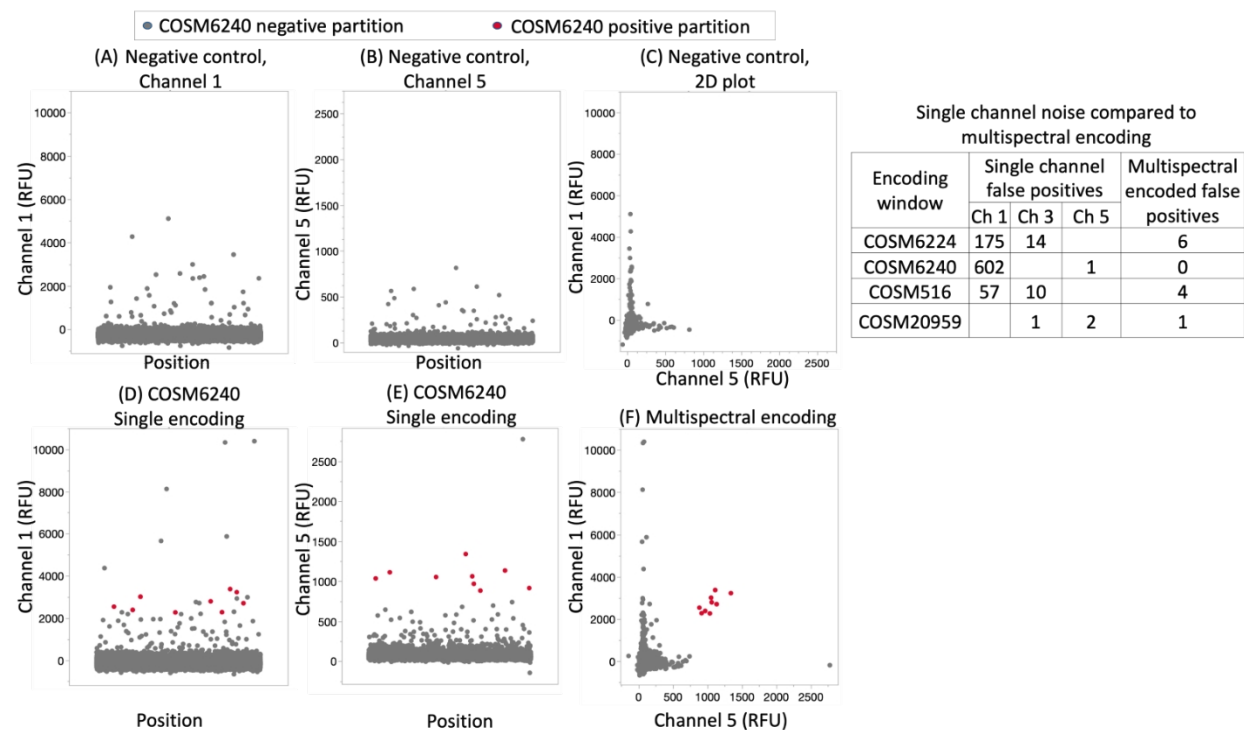 COSM6240 negative partition
COSM6240 positive partition
(A) Negative control,
Channel 1
Channel 1 (RFU)
10000
8000
6000
4000
2000
0
Position
(B) Negative control,
Channel 5
Channel 5 (RFU)
2500
2000
1500
1000
500
0
Position
(C) Negative control,
2D plot
Channel 1 (RFU)
10000
8000
6000
4000
2000
0
0 500 1000 1500 2000 2500
Channel 5 (RFU)
Single channel noise compared to
multispectral encoding
Encoding
window
Single channel
false positives
Multispectral
encoded false
positives
Ch 1 Ch 3 Ch 5
COSM6224 175 14 6
COSM6240 602 1 0
COSM516 57 10 4
COSM20959 1 2 1
(D) COSM6240
Single encoding
Channel 1 (RFU)
10000
8000
6000
4000
2000
0
Position
(E) COSM6240
Single encoding
Channel 5 (RFU)
2500
2000
1500
1000
500
0
Position
(F) Multispectral encoding
Channel 1 (RFU)
10000
8000
6000
4000
2000
0
0 500 1000 1500 2000 2500
Channel 5 (RFU)